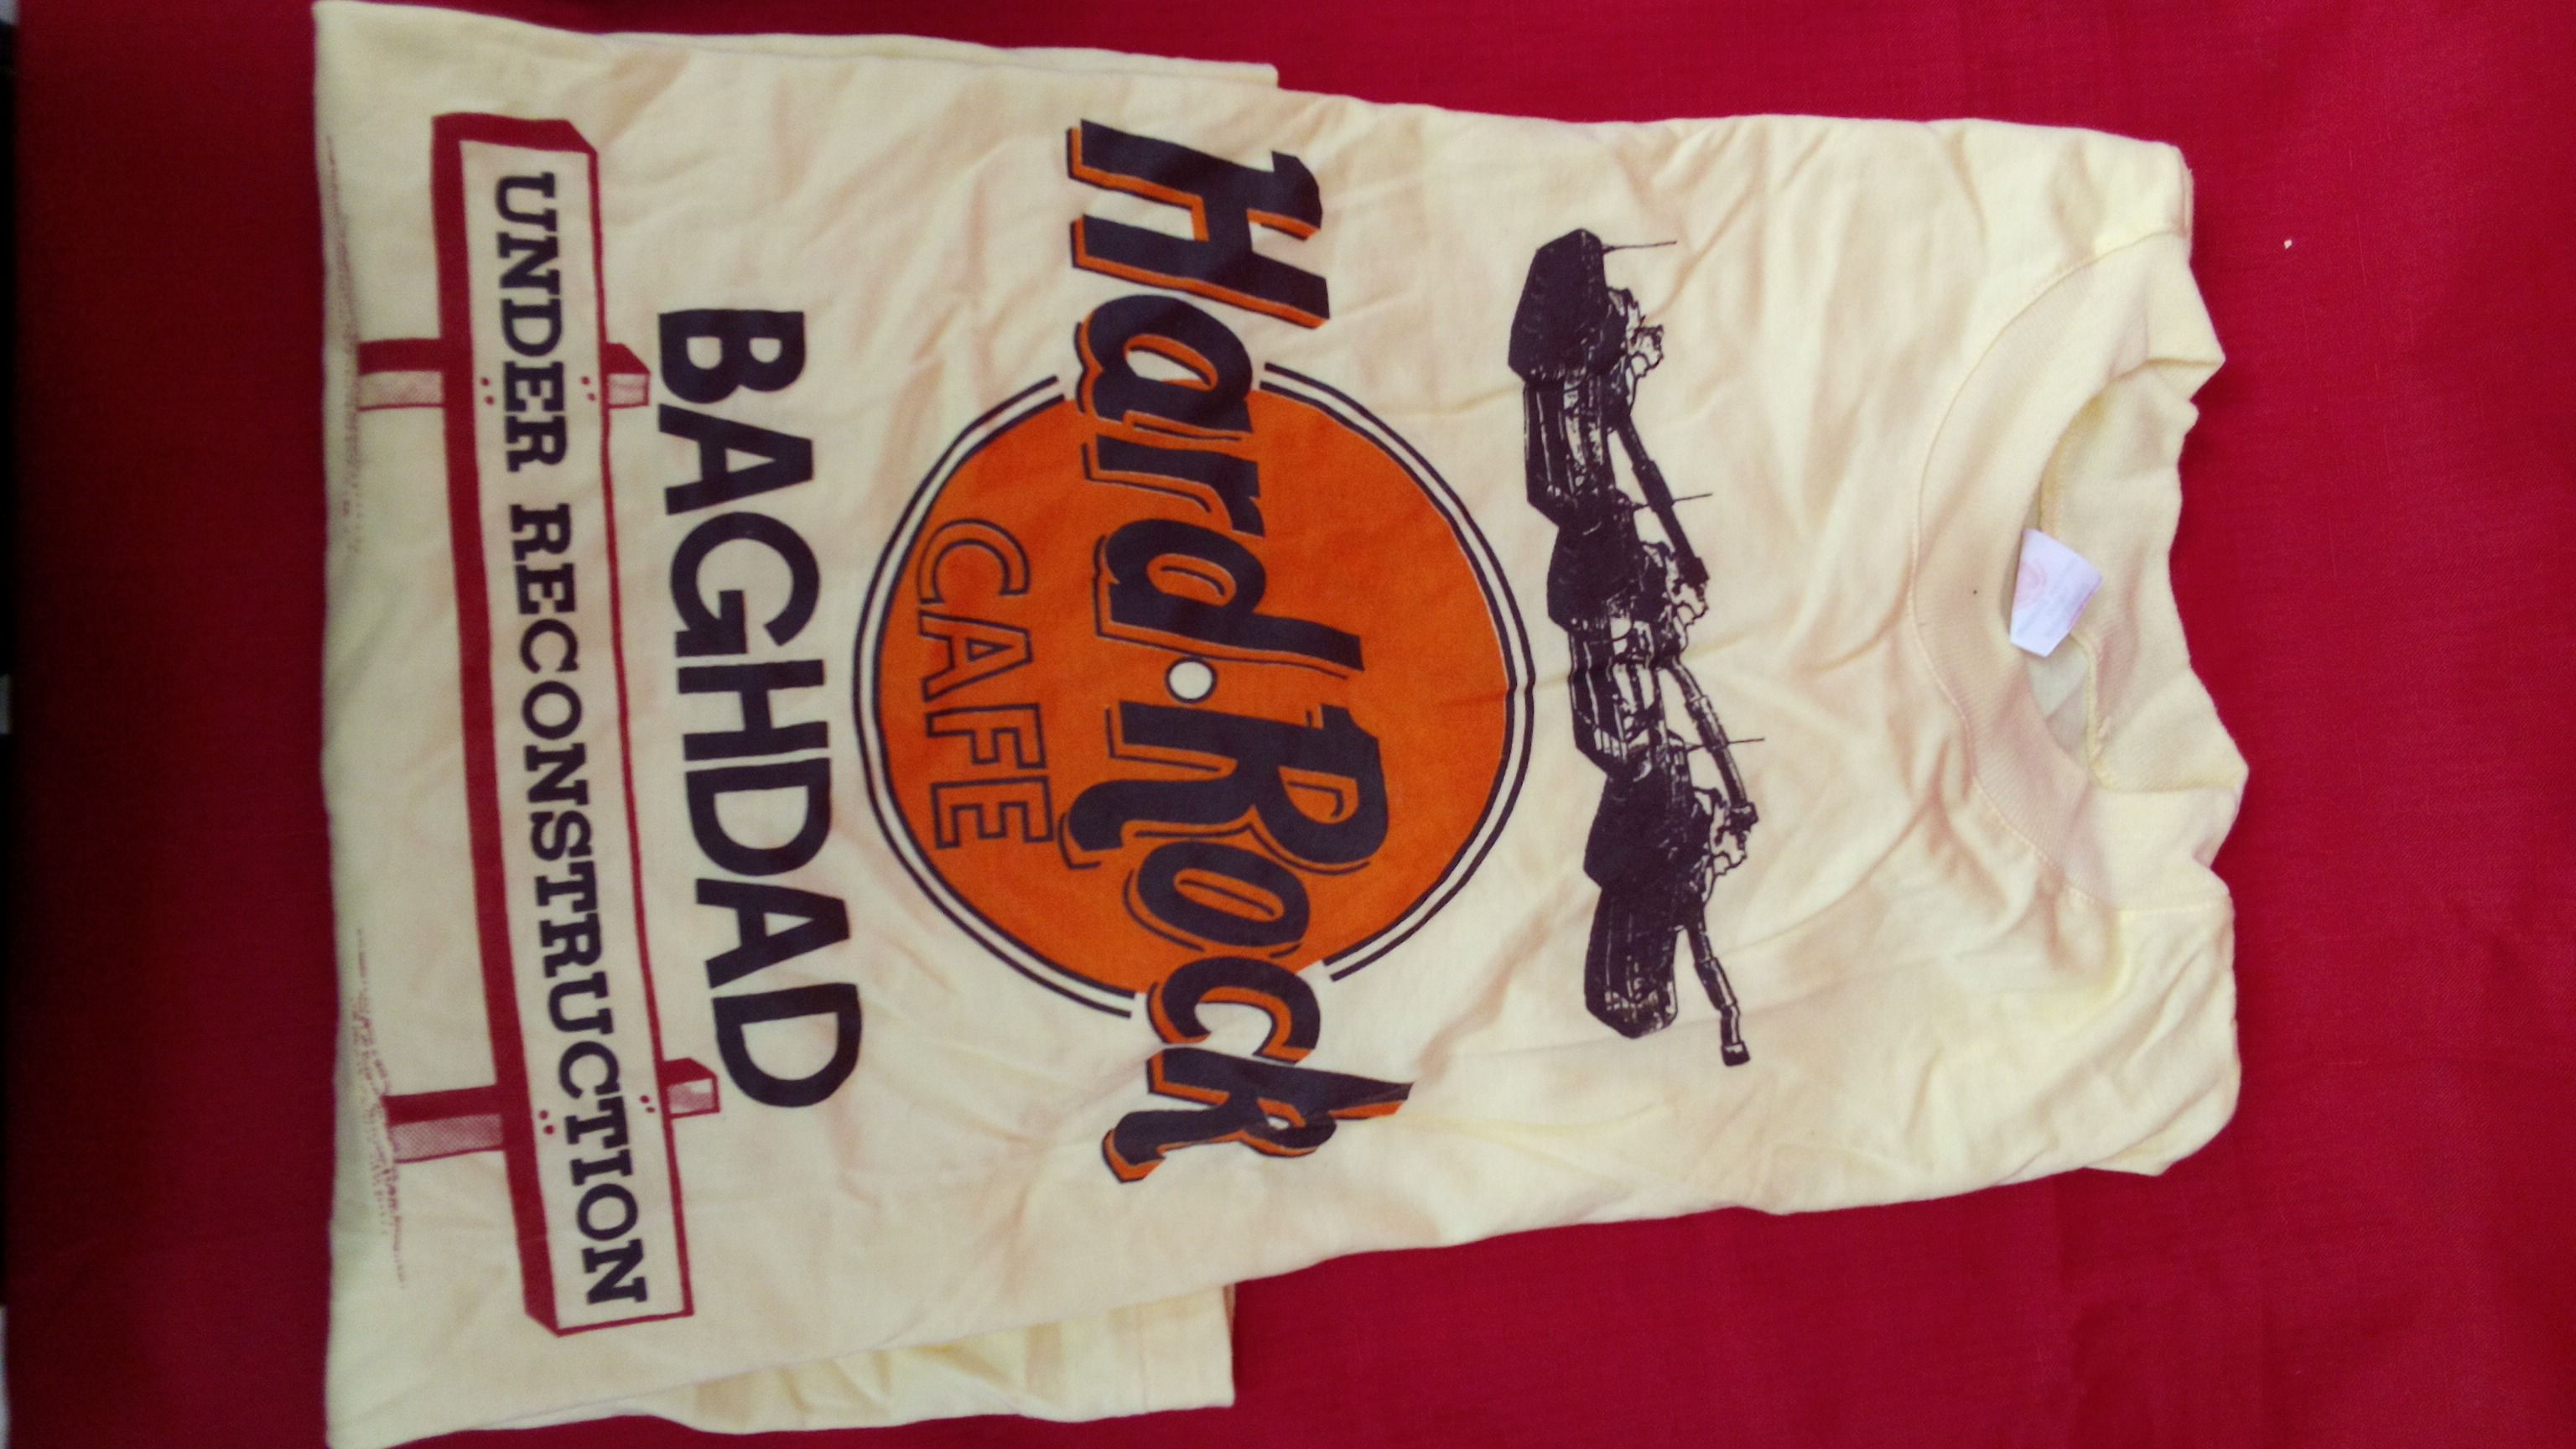 Hard Rock
CAFE
BAGHDAD
UNDER RECONSTRUCTION